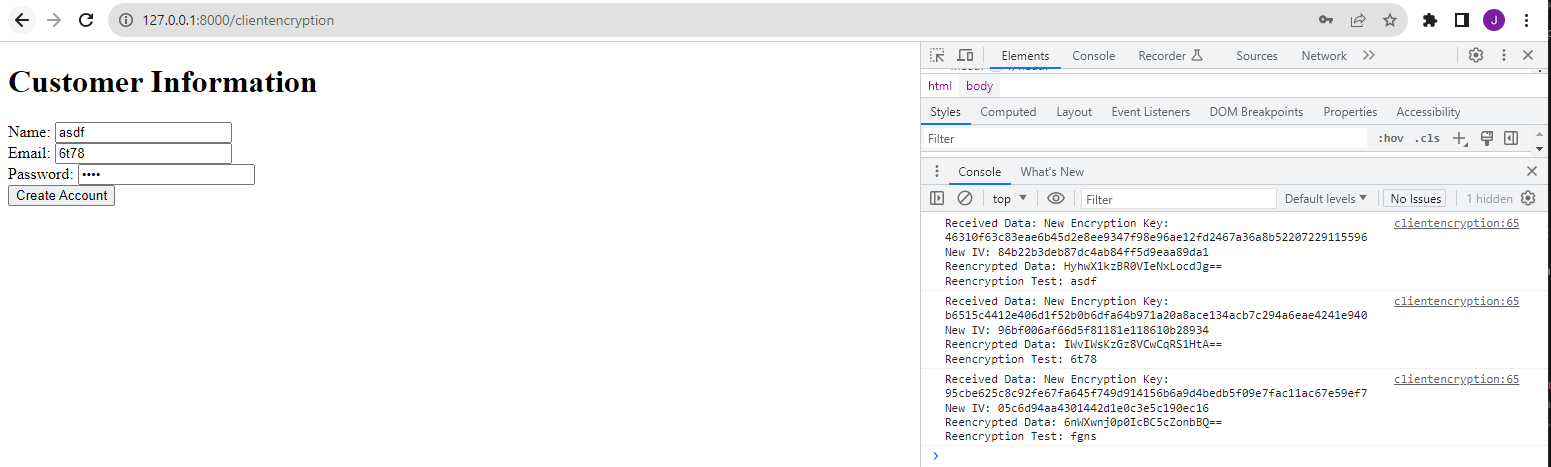 127.0.0.1:8000/clientencryption
J
Elements Console Recorder Sources Network
html body
Customer Information
Styles Computed Layout Event Listeners DOM Breakpoints Properties Accessibility
Name: asdf
Filter :hov .cls
Email: 6t78
Password: ••••
Console What's New
Create Account
top Filter Default levels No Issues 1 hidden
Received Data: New Encryption Key: clientencryption:65
46310f63c83eae6b45d2e8ee9347f98e96ae12fd2467a36a8b52207229115596
New IV: 84b22b3deb87dc4ab84ff5d9eaa89da1
Reencrypted Data: HyhwX1kzBR0VIeNxLocdJg==
Reencryption Test: asdf
Received Data: New Encryption Key: clientencryption:65
b6515c4412e406d1f52b0b6dfa64b971a20a8ace134acb7c294a6eae4241e940
New IV: 96bf006af66d5f81181e118610b28934
Reencrypted Data: IWvIWsKzGz8VCwCqRS1HtA==
Reencryption Test: 6t78
Received Data: New Encryption Key: clientencryption:65
95cbe625c8c92fe67fa645f749d914156b6a9d4bedb5f09e7fac11ac67e59ef7
New IV: 05c6d94aa4301442d1e0c3e5c190ec16
Reencrypted Data: 6nWXwnj0p0IcBC5cZonbBQ==
Reencryption Test: fgns